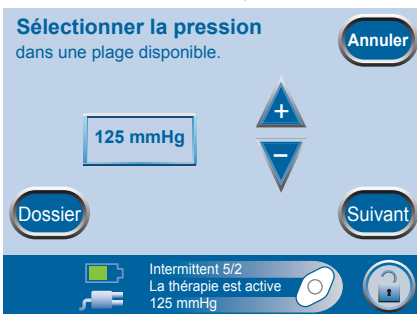 Sélectionner la pression
dans une plage disponible.
Annuler
125 mmHg
+
−
Dossier
Suivant
Intermittent 5/2
La thérapie est active
125 mmHg